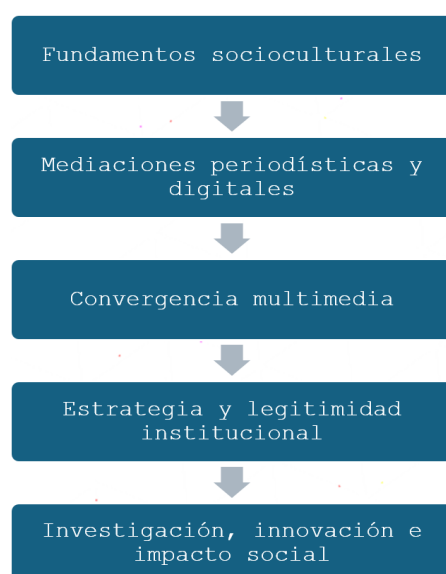 Fundamentos socioculturales
Mediaciones periodísticas y
digitales
Convergencia multimedia
Estrategia y legitimidad
institucional
Investigación, innovación e
impacto social